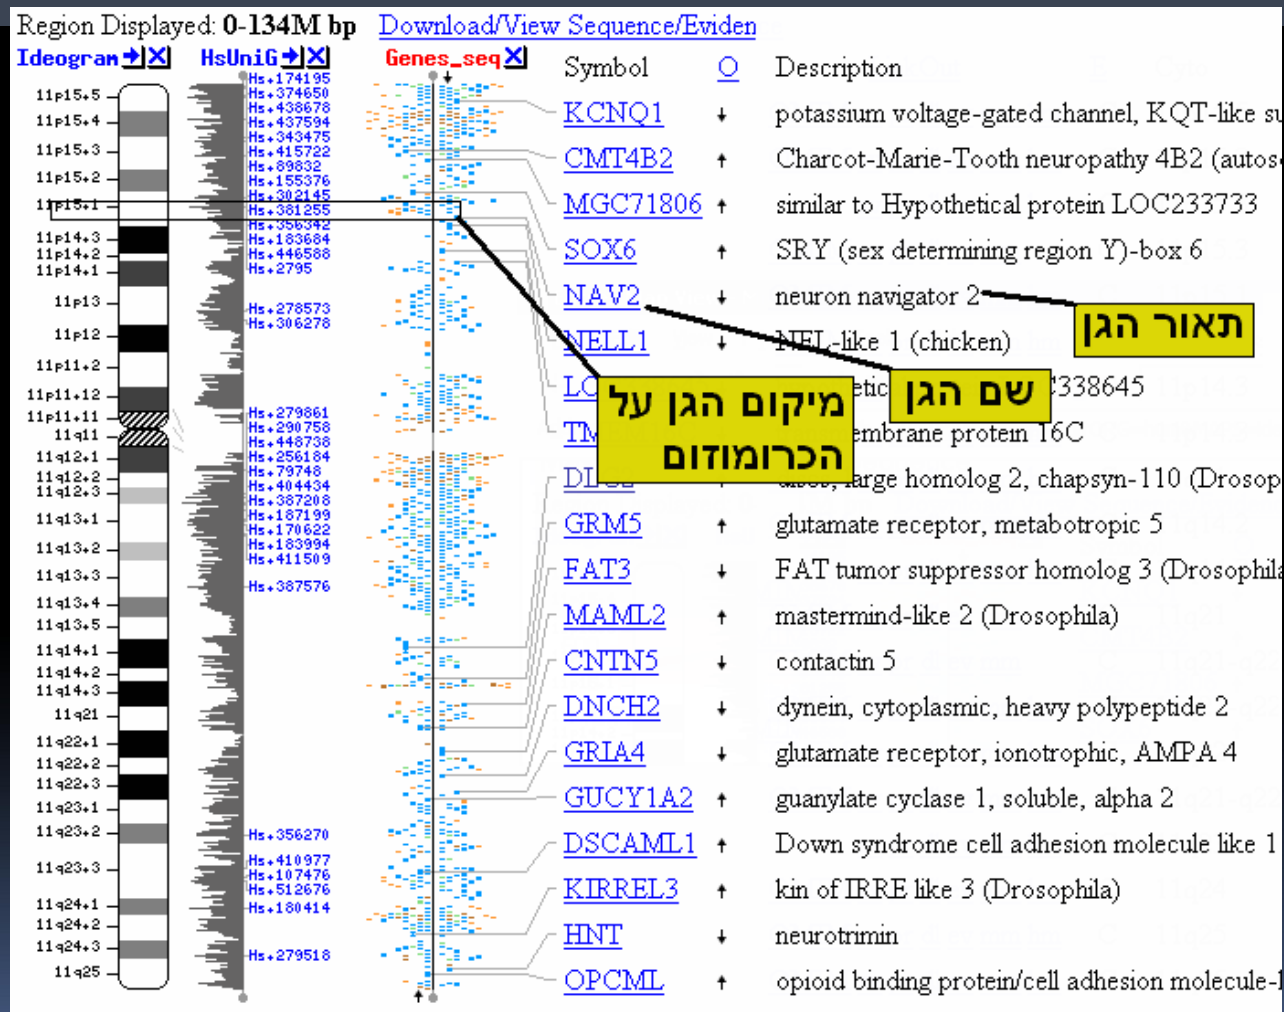 Region Displayed: 0-134M bp Download/View Sequence/Eviden
Ideogram HsUniG Genes_seq Symbol O Description
11p15.5
11p15.4
11p15.3
11p15.2
11p15.1
11p14.3
11p14.2
11p14.1
11p13
11p12
11p11.2
11p11.12
11p11.11
11q11
11q12.1
11q12.2
11q12.3
11q13.1
11q13.2
11q13.3
11q13.4
11q13.5
11q14.1
11q14.2
11q14.3
11q21
11q22.1
11q22.2
11q22.3
11q23.1
11q23.2
11q23.3
11q24.1
11q24.2
11q24.3
11q25
Hs.174195
Hs.374650
Hs.438678
Hs.437594
Hs.343475
Hs.415722
Hs.89832
Hs.155376
Hs.302145
Hs.381255
Hs.356342
Hs.183684
Hs.446588
Hs.2795
Hs.278573
Hs.306278
Hs.279861
Hs.290758
Hs.448738
Hs.256184
Hs.79748
Hs.404434
Hs.387208
Hs.187199
Hs.170622
Hs.183994
Hs.411509
Hs.387576
Hs.356270
Hs.410977
Hs.107476
Hs.512676
Hs.180414
Hs.279518
KCNQ1 potassium voltage-gated channel, KQT-like su
CMT4B2 Charcot-Marie-Tooth neuropathy 4B2 (autos
MGC71806 similar to Hypothetical protein LOC233733
SOX6 SRY (sex determining region Y)-box 6
NAV2 neuron navigator 2
תאור הגן
NELL1 NEL-like 1 (chicken)
שם הגן
C338645
מיקום הגן על
הכרומוזום
embrane protein 16C
large homolog 2, chapsyn-110 (Drosop
GRM5 glutamate receptor, metabotropic 5
FAT3 FAT tumor suppressor homolog 3 (Drosophila
MAML2 mastermind-like 2 (Drosophila)
CNTN5 contactin 5
DNCH2 dynein, cytoplasmic, heavy polypeptide 2
GRIA4 glutamate receptor, ionotrophic, AMPA 4
GUCY1A2 guanylate cyclase 1, soluble, alpha 2
DSCAML1 Down syndrome cell adhesion molecule like 1
KIRREL3 kin of IRRE like 3 (Drosophila)
HNT neurotrimin
OPCML opioid binding protein/cell adhesion molecule-l